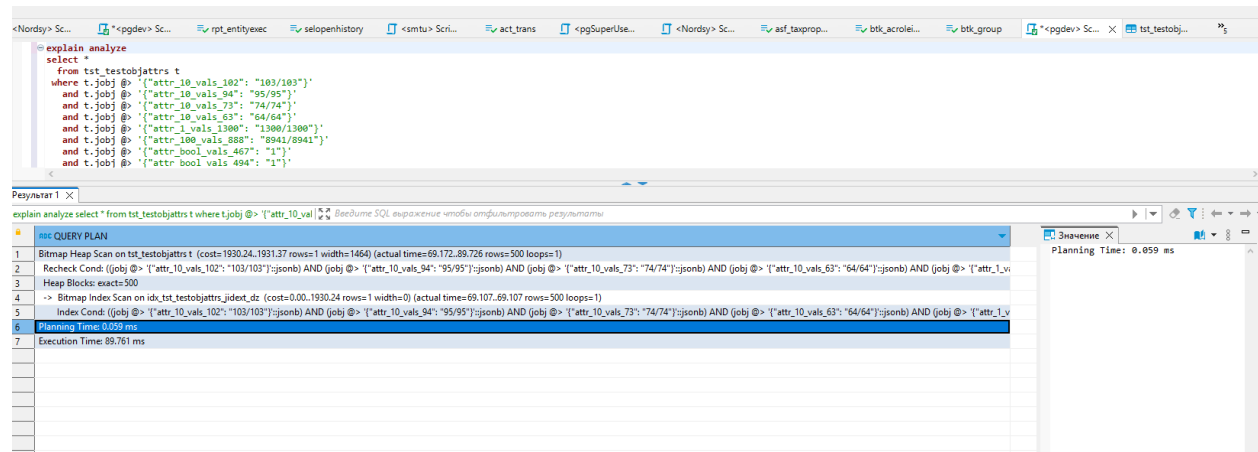 <Nordsy> Sc...
*<pgdev> Sc...
rpt_entityexec
selopenhistory
<smtu> Scri...
act_trans
<pgSuperUse...
<Nordsy> Sc...
asf_taxprop...
btk_acrolei...
btk_group
*<pgdev> Sc...
tst_testobj...
»5
explain analyze
select *
from tst_testobjattrs t
where t.jobj @> '{"attr_10_vals_102": "103/103"}'
and t.jobj @> '{"attr_10_vals_94": "95/95"}'
and t.jobj @> '{"attr_10_vals_73": "74/74"}'
and t.jobj @> '{"attr_10_vals_63": "64/64"}'
and t.jobj @> '{"attr_1_vals_1300": "1300/1300"}'
and t.jobj @> '{"attr_100_vals_888": "8941/8941"}'
and t.jobj @> '{"attr_bool_vals_467": "1"}'
and t.jobj @> '{"attr_bool_vals_494": "1"}'
Результат 1
explain analyze select * from tst_testobjattrs t where t.jobj @> '{"attr_10_val
Введите SQL выражение чтобы отфильтровать результаты
ABC QUERY PLAN
1 Bitmap Heap Scan on tst_testobjattrs t (cost=1930.24..1931.37 rows=1 width=1464) (actual time=69.172..89.726 rows=500 loops=1)
2 Recheck Cond: ((jobj @> '{"attr_10_vals_102": "103/103"}'::jsonb) AND (jobj @> '{"attr_10_vals_94": "95/95"}'::jsonb) AND (jobj @> '{"attr_10_vals_73": "74/74"}'::jsonb) AND (jobj @> '{"attr_10_vals_63": "64/64"}'::jsonb) AND (jobj @> '{"attr_1_va
3 Heap Blocks: exact=500
4 -> Bitmap Index Scan on idx_tst_testobjattrs_jidext_dz (cost=0.00..1930.24 rows=1 width=0) (actual time=69.107..69.107 rows=500 loops=1)
5 Index Cond: ((jobj @> '{"attr_10_vals_102": "103/103"}'::jsonb) AND (jobj @> '{"attr_10_vals_94": "95/95"}'::jsonb) AND (jobj @> '{"attr_10_vals_73": "74/74"}'::jsonb) AND (jobj @> '{"attr_10_vals_63": "64/64"}'::jsonb) AND (jobj @> '{"attr_1_v
6 Planning Time: 0.059 ms
7 Execution Time: 89.761 ms
Значение
Planning Time: 0.059 ms